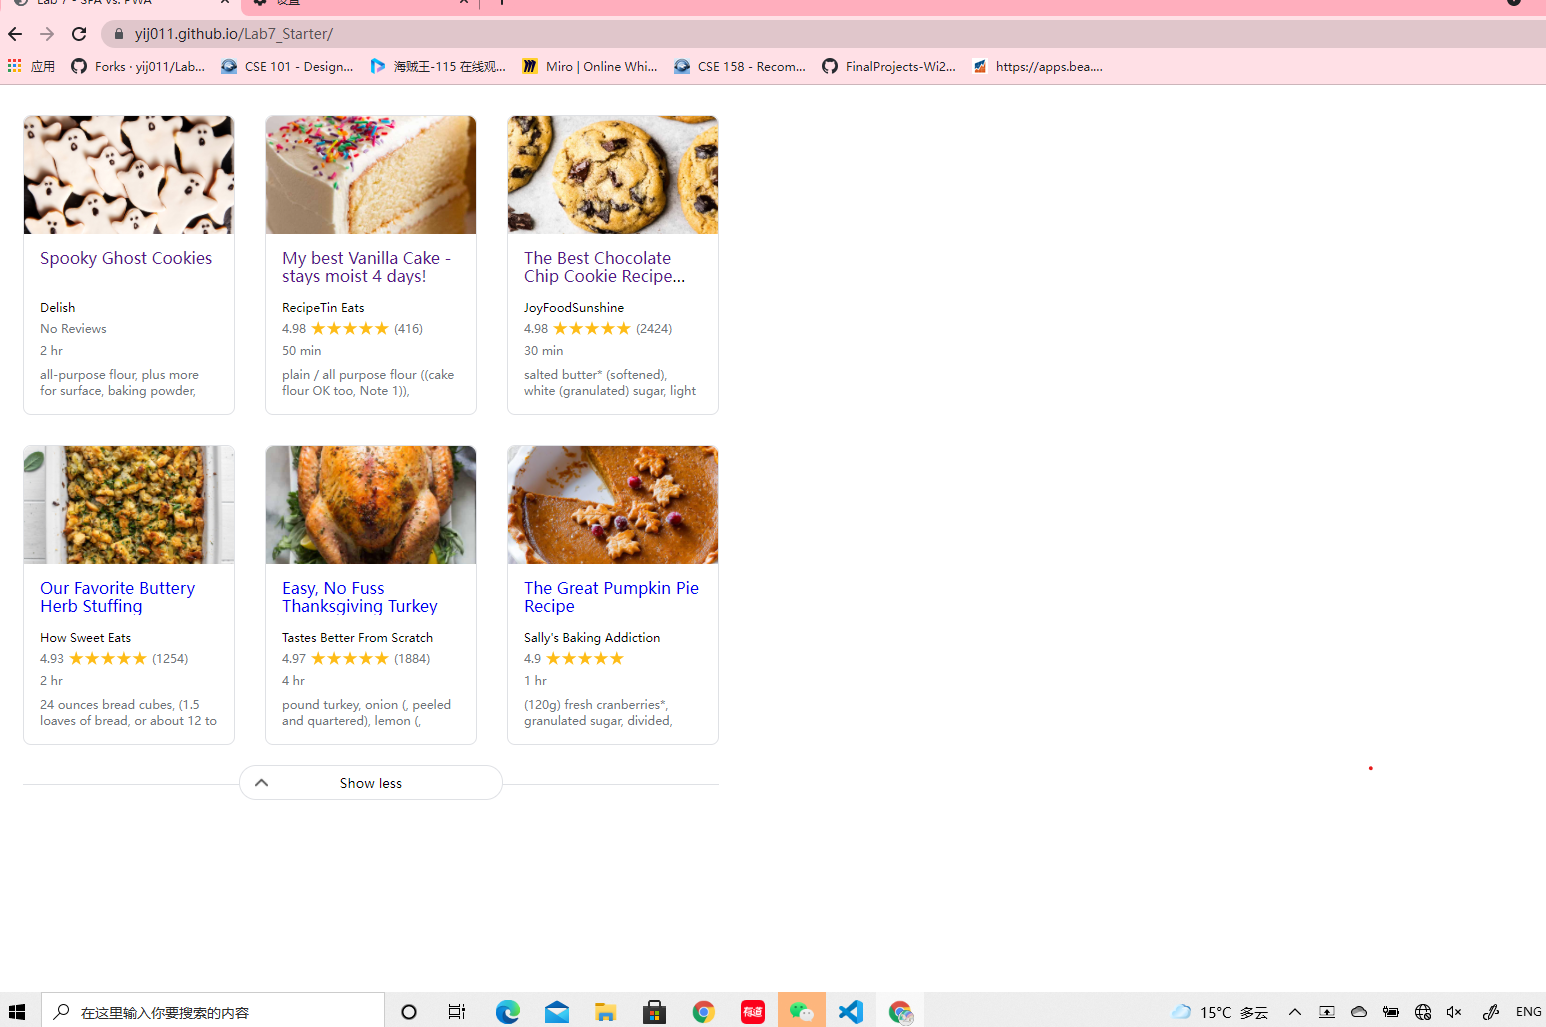 Lab 7 - SPA vs. PWA
设置
yij011.github.io/Lab7_Starter/
应用
Forks · yij011/Lab...
CSE 101 - Design...
海贼王-115 在线观...
Miro | Online Whi...
CSE 158 - Recom...
FinalProjects-Wi2...
https://apps.bea....
Spooky Ghost Cookies
Delish
No Reviews
2 hr
all-purpose flour, plus more
for surface, baking powder,
My best Vanilla Cake -
stays moist 4 days!
RecipeTin Eats
4.98 ★★★★★ (416)
50 min
plain / all purpose flour ((cake
flour OK too, Note 1)),
The Best Chocolate
Chip Cookie Recipe...
JoyFoodSunshine
4.98 ★★★★★ (2424)
30 min
salted butter* (softened),
white (granulated) sugar, light
Our Favorite Buttery
Herb Stuffing
How Sweet Eats
4.93 ★★★★★ (1254)
2 hr
24 ounces bread cubes, (1.5
loaves of bread, or about 12 to
Easy, No Fuss
Thanksgiving Turkey
Tastes Better From Scratch
4.97 ★★★★★ (1884)
4 hr
pound turkey, onion (, peeled
and quartered), lemon (,
The Great Pumpkin Pie
Recipe
Sally's Baking Addiction
4.9 ★★★★★
1 hr
(120g) fresh cranberries*,
granulated sugar, divided,
Show less
在这里输入你要搜索的内容
有道
15°C 多云
ENG